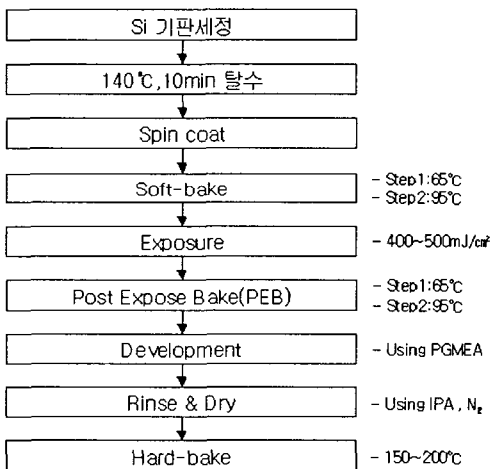 Si 기판세정
140℃,10min 탈수
Spin coat
Soft-bake
- Step1:65℃
- Step2:95℃
Exposure
- 400~500mJ/㎠
Post Expose Bake(PEB)
- Step1:65℃
- Step2:95℃
Development
- Using PGMEA
Rinse & Dry
- Using IPA , N₂
Hard-bake
- 150~200℃